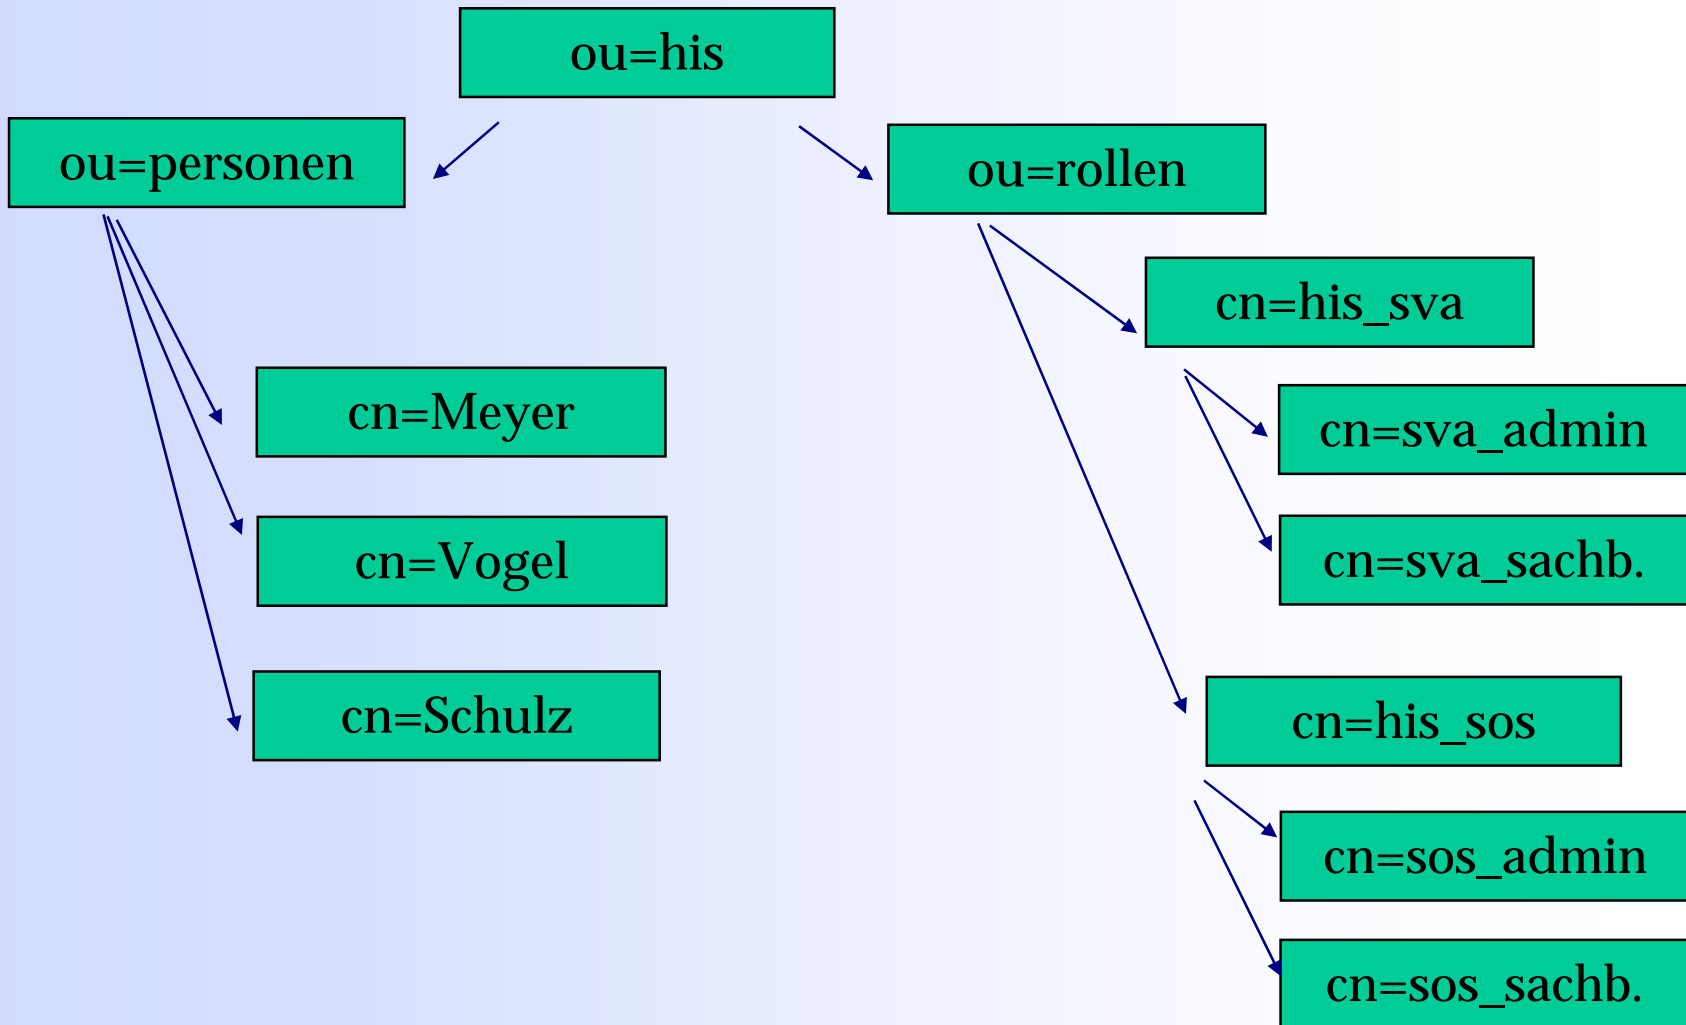 ou=his
ou=personen
ou=rollen
cn=his_sva
cn=Meyer
cn=sva_admin
cn=Vogel
cn=sva_sachb.
cn=Schulz
cn=his_sos
cn=sos_admin
cn=sos_sachb.